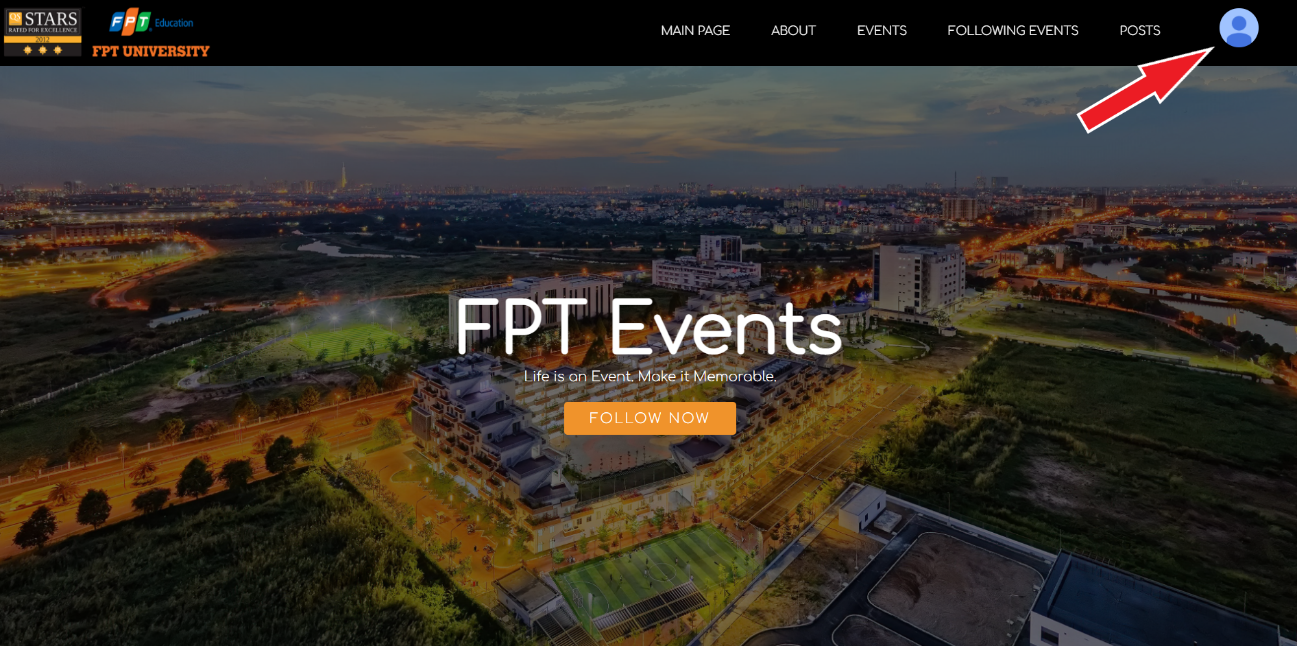 QS STARS
RATED FOR EXCELLENCE
2012
FPT Education
FPT UNIVERSITY
MAIN PAGE
ABOUT
EVENTS
FOLLOWING EVENTS
POSTS
FPT Events
Life is an Event. Make it Memorable.
FOLLOW NOW